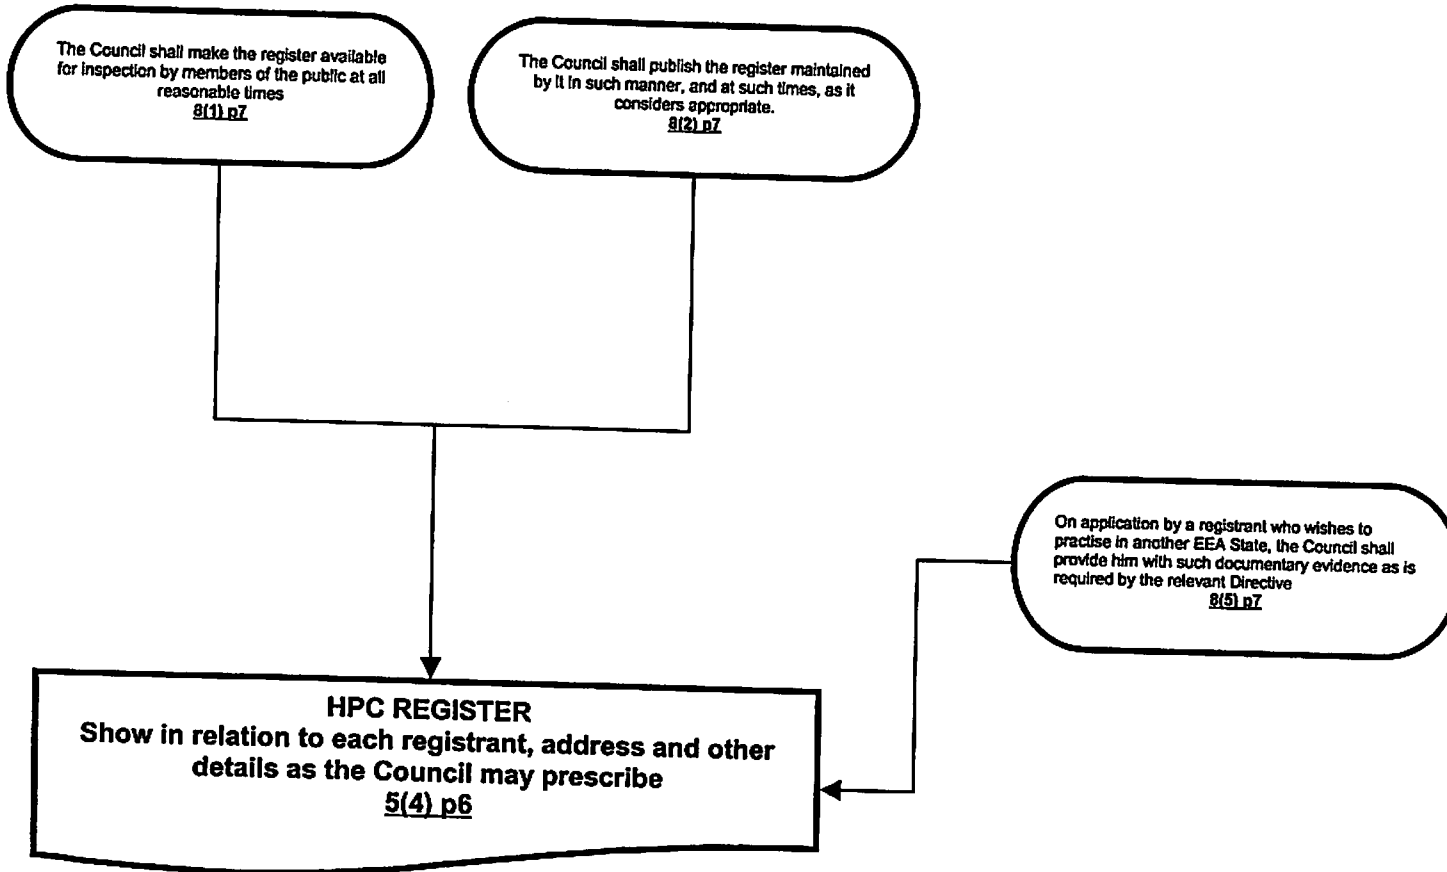 The Council shall make the register available
for inspection by members of the public at all
reasonable times
8(1) p7
The Council shall publish the register maintained
by it in such manner, and at such times, as it
considers appropriate.
8(2) p7
On application by a registrant who wishes to
practise in another EEA State, the Council shall
provide him with such documentary evidence as is
required by the relevant Directive
8(5) p7
HPC REGISTER
Show in relation to each registrant, address and other
details as the Council may prescribe
5(4) p6